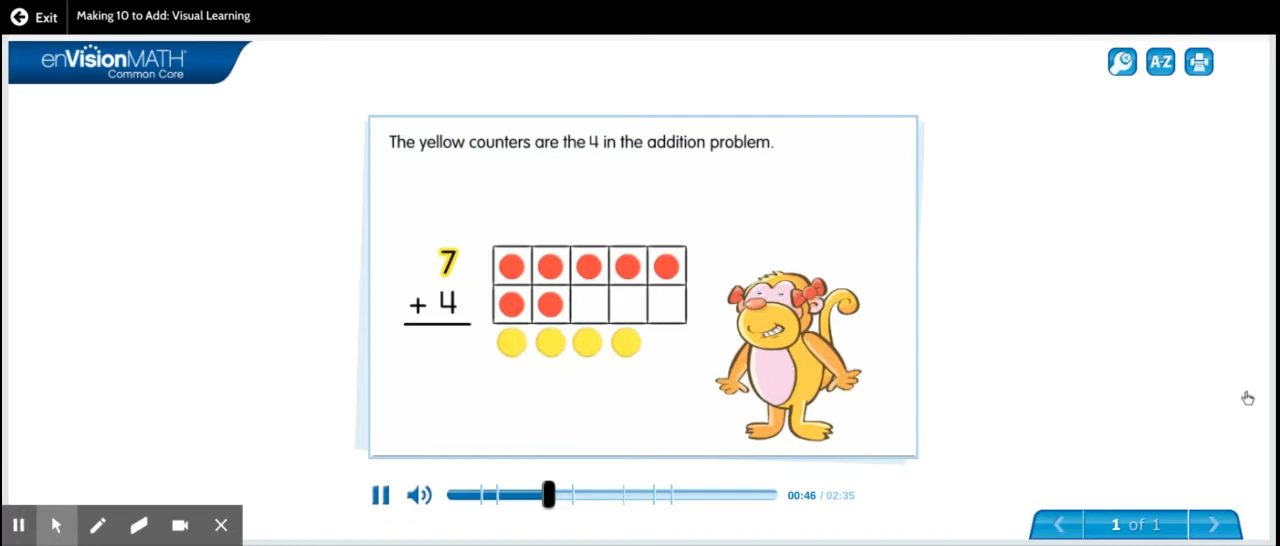 Exit
Making 10 to Add: Visual Learning
enVisionMATH
Common Core
A-Z
The yellow counters are the 4 in the addition problem.
7
+ 4
00:46 / 02:35
1 of 1